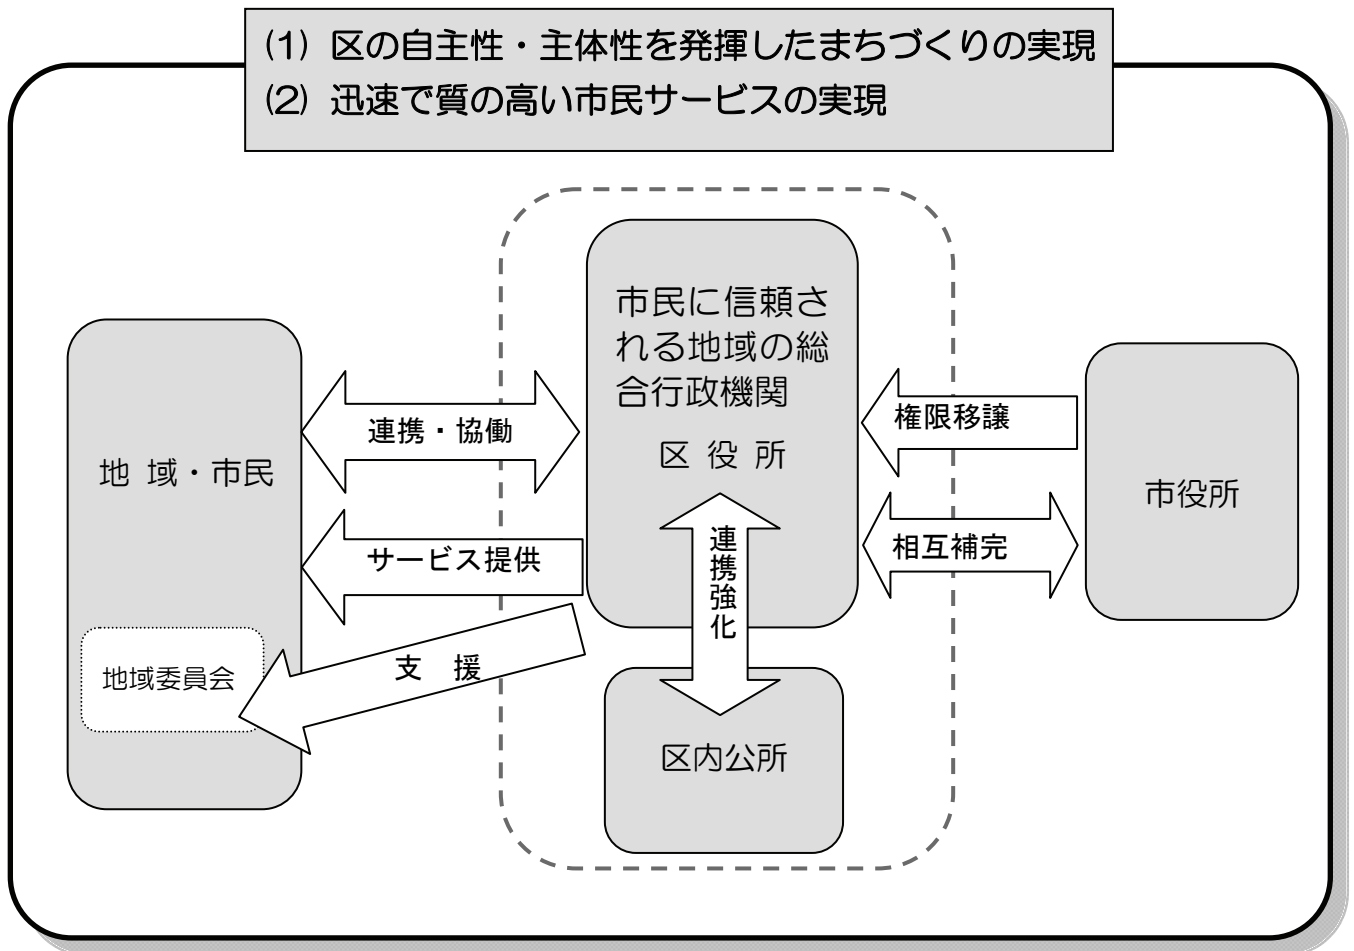 (1) 区の自主性・主体性を発揮したまちづくりの実現
(2) 迅速で質の高い市民サービスの実現
市民に信頼さ
れる地域の総
合行政機関
区 役 所
連携・協働
権限移譲
地 域・市民
市役所
連携強化
サービス提供
相互補完
支 援
地域委員会
区内公所